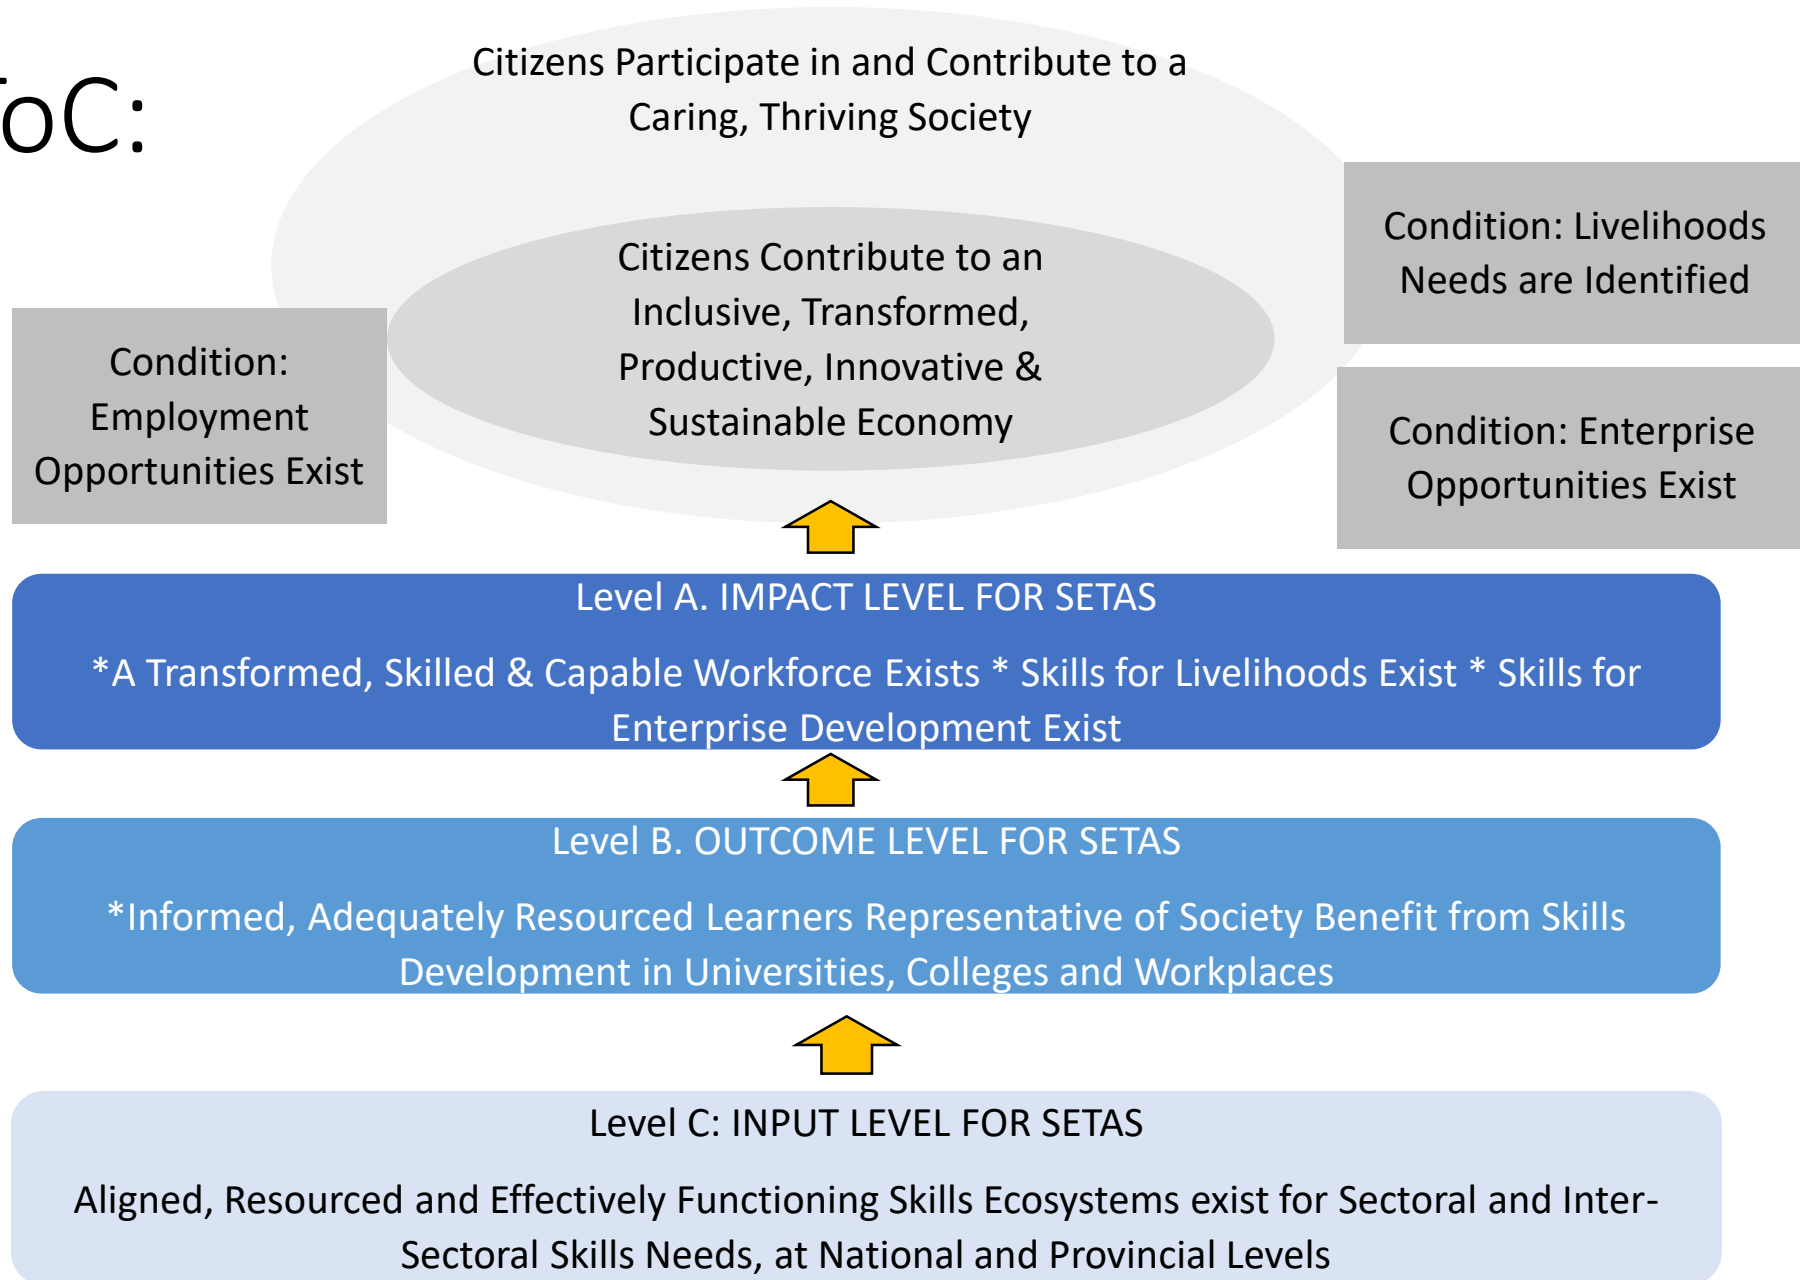 ToC:
Citizens Participate in and Contribute to a
Caring, Thriving Society
Citizens Contribute to an
Inclusive, Transformed,
Productive, Innovative &
Sustainable Economy
Condition:
Employment
Opportunities Exist
Condition: Livelihoods
Needs are Identified
Condition: Enterprise
Opportunities Exist
Level A. IMPACT LEVEL FOR SETAS
*A Transformed, Skilled & Capable Workforce Exists * Skills for Livelihoods Exist * Skills for
Enterprise Development Exist
Level B. OUTCOME LEVEL FOR SETAS
*Informed, Adequately Resourced Learners Representative of Society Benefit from Skills
Development in Universities, Colleges and Workplaces
Level C: INPUT LEVEL FOR SETAS
Aligned, Resourced and Effectively Functioning Skills Ecosystems exist for Sectoral and Inter-
Sectoral Skills Needs, at National and Provincial Levels